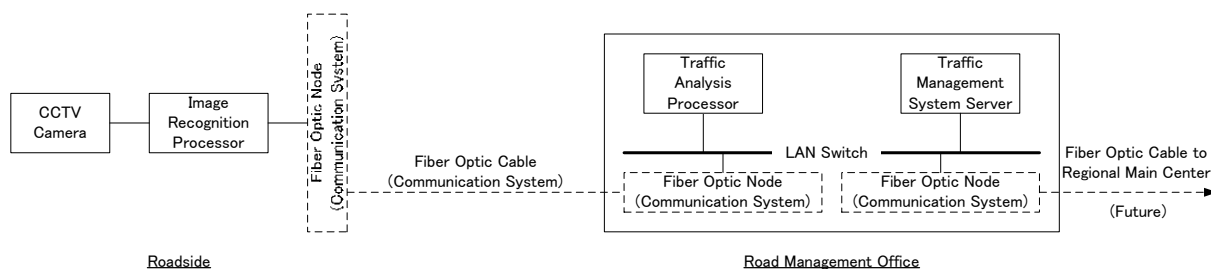 CCTV
Camera
Image
Recognition
Processor
Fiber Optic Node
(Communication System)
Fiber Optic Cable
(Communication System)
Traffic
Analysis
Processor
Traffic
Management
System Server
LAN Switch
Fiber Optic Node
(Communication System)
Fiber Optic Node
(Communication System)
Fiber Optic Cable to
Regional Main Center
(Future)
Roadside
Road Management Office